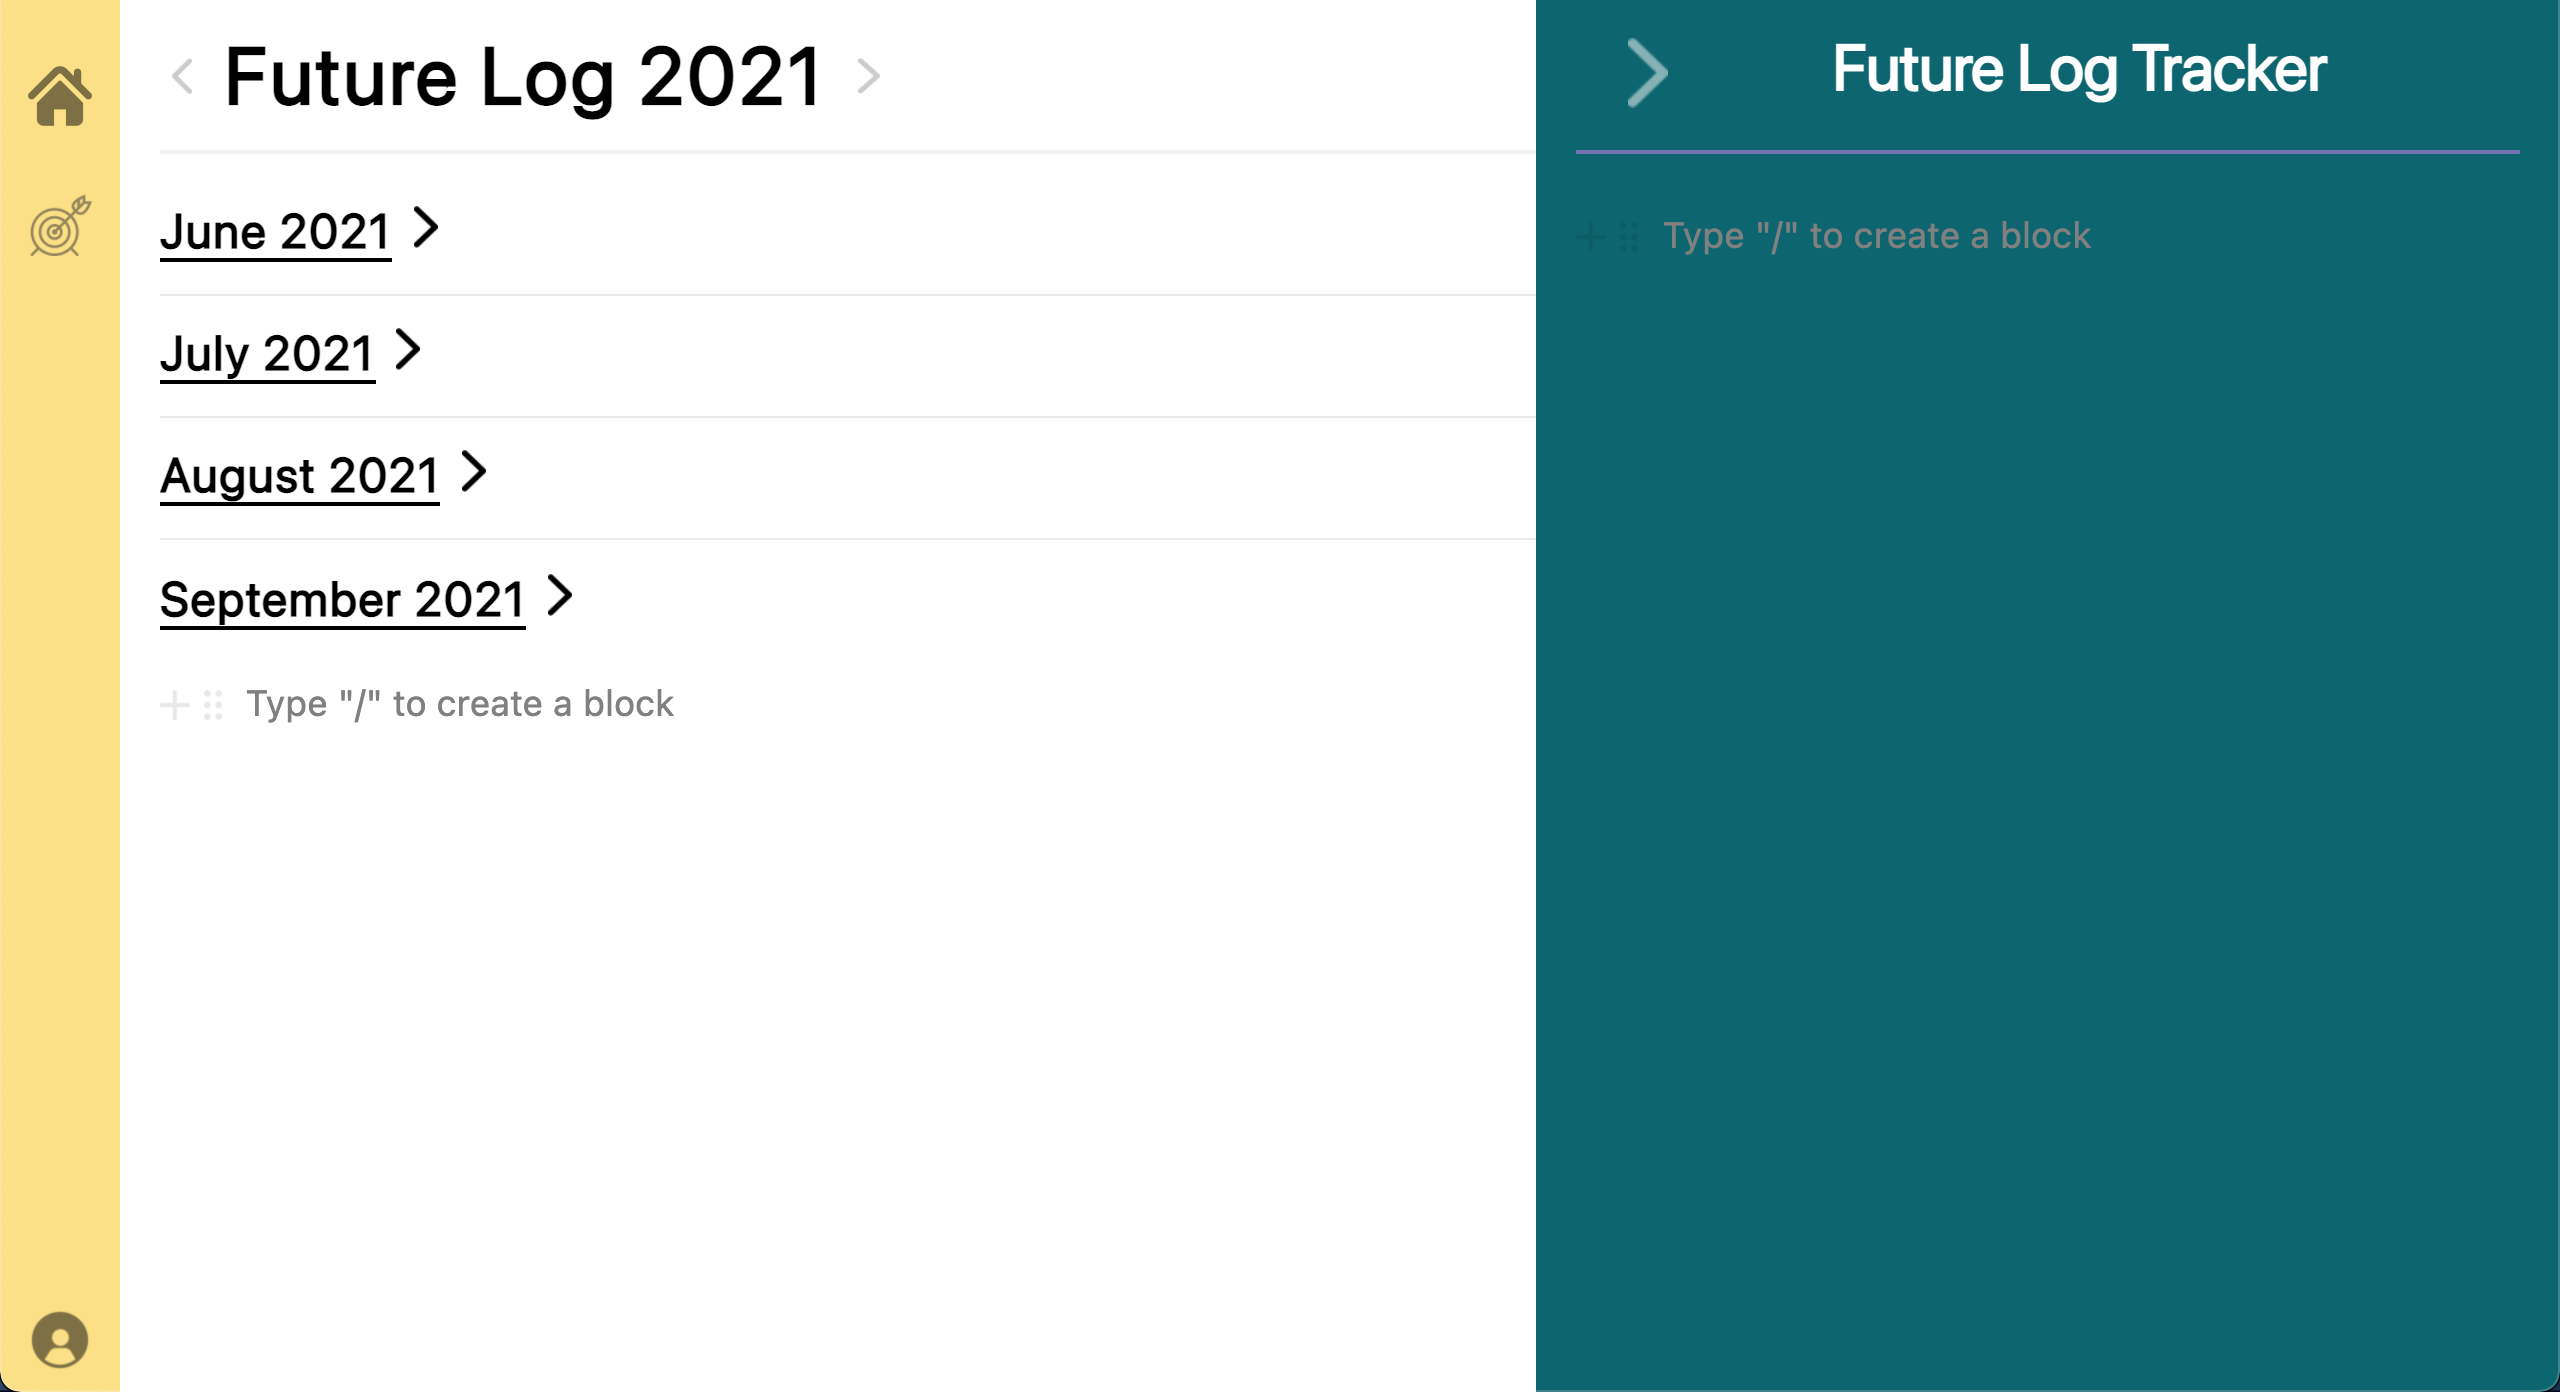 Future Log 2021
June 2021
July 2021
August 2021
September 2021
Type "/" to create a block
Future Log Tracker
Type "/" to create a block